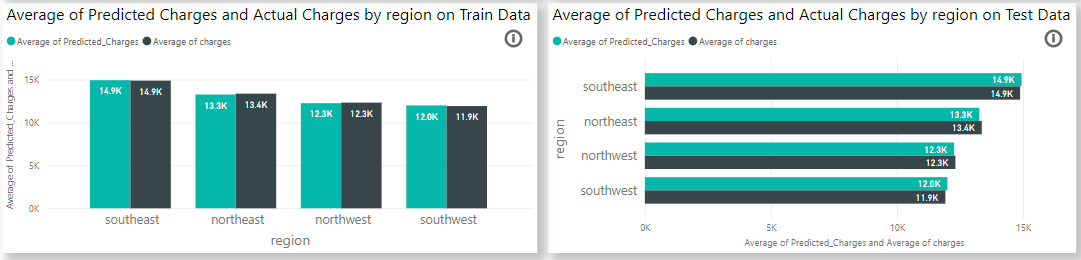 Average of Predicted Charges and Actual Charges by region on Train Data
Average of Predicted_Charges Average of charges
Average of Predicted_Charges and ...
15K
10K
5K
0K
14.9K 14.9K
13.3K 13.4K
12.3K 12.3K
12.0K 11.9K
southeast northeast northwest southwest
region
Average of Predicted Charges and Actual Charges by region on Test Data
Average of Predicted_Charges Average of charges
region
southeast 14.9K
14.9K
northeast 13.3K
13.4K
northwest 12.3K
12.3K
southwest 12.0K
11.9K
0K 5K 10K 15K
Average of Predicted_Charges and Average of charges